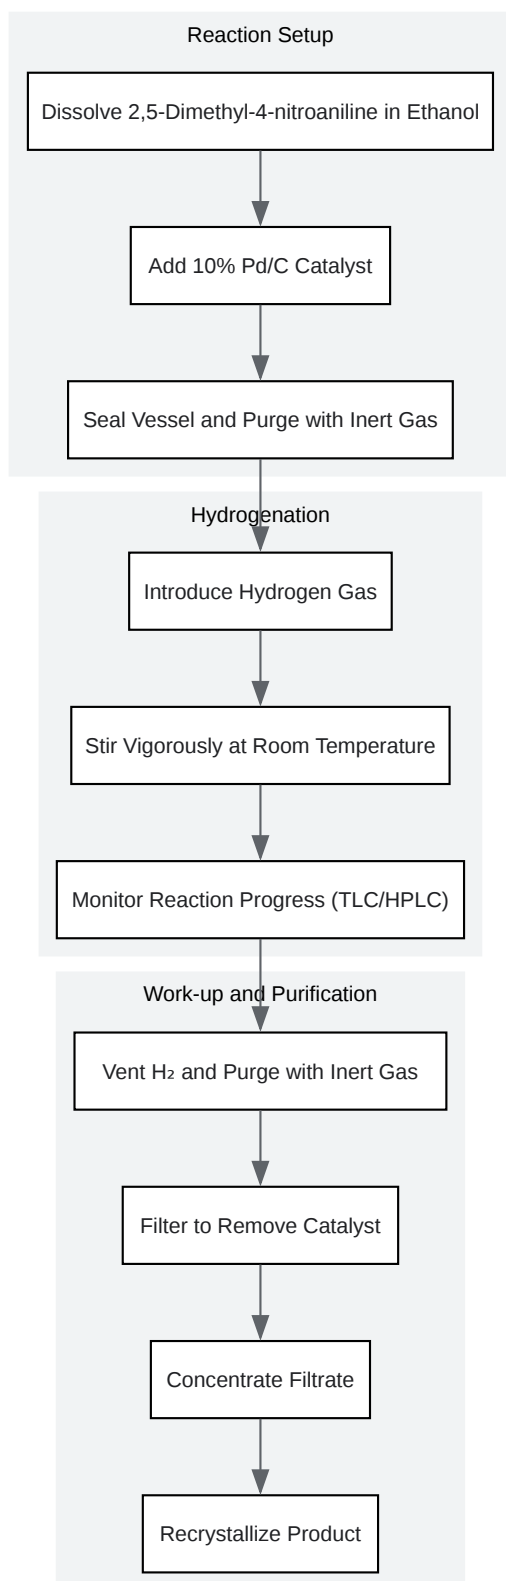 Reaction Setup
Dissolve 2,5-Dimethyl-4-nitroaniline in Ethanol
Add 10% Pd/C Catalyst
Seal Vessel and Purge with Inert Gas
Hydrogenation
Introduce Hydrogen Gas
Stir Vigorously at Room Temperature
Monitor Reaction Progress (TLC/HPLC)
Work-up and Purification
Vent H₂ and Purge with Inert Gas
Filter to Remove Catalyst
Concentrate Filtrate
Recrystallize Product